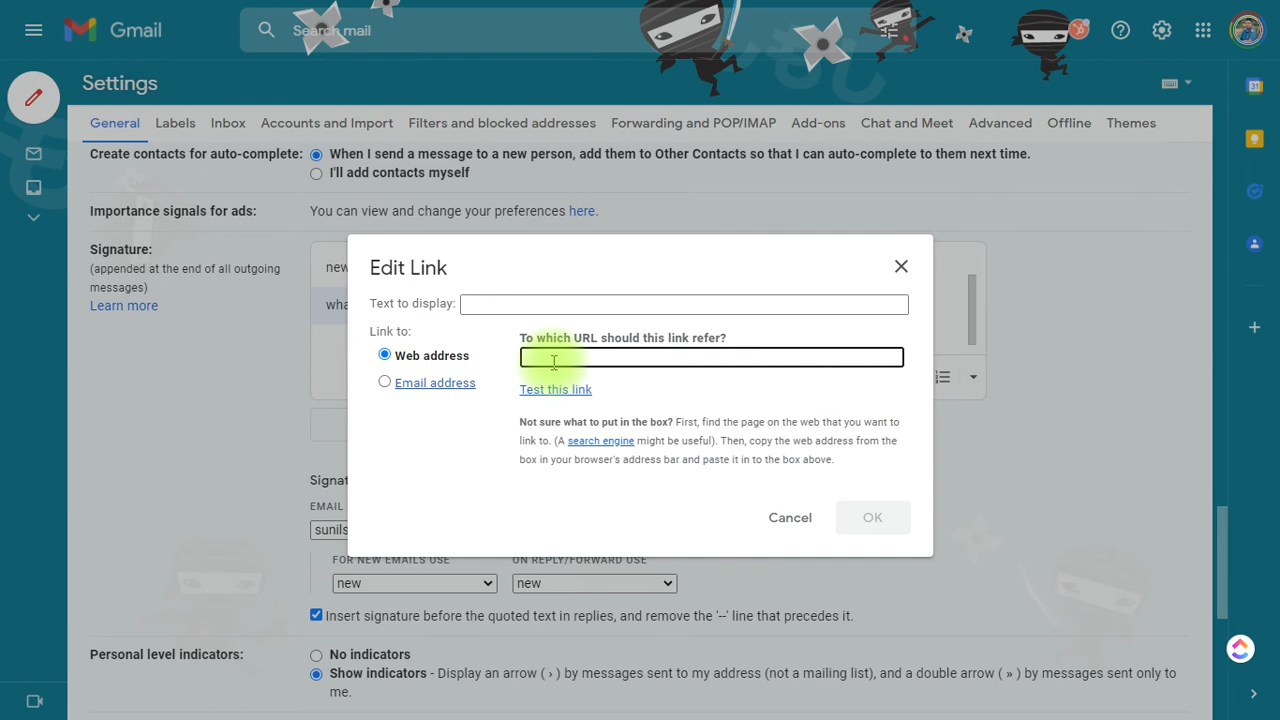 Gmail
Search mail
Settings
General Labels Inbox Accounts and Import Filters and blocked addresses Forwarding and POP/IMAP Add-ons Chat and Meet Advanced Offline Themes
Create contacts for auto-complete: When I send a message to a new person, add them to Other Contacts so that I can auto-complete to them next time.
I'll add contacts myself
Importance signals for ads: You can view and change your preferences here.
Signature:
(appended at the end of all outgoing
messages)
Learn more
new
wha
Edit Link
Text to display:
Link to:
Web address
Email address
To which URL should this link refer?
Test this link
Not sure what to put in the box? First, find the page on the web that you want to
link to. (A search engine might be useful). Then, copy the web address from the
box in your browser's address bar and paste it in to the box above.
Cancel OK
Signat
EMAIL
sunils
FOR NEW EMAILS USE ON REPLY/FORWARD USE
new new
Insert signature before the quoted text in replies, and remove the '--' line that precedes it.
Personal level indicators: No indicators
Show indicators - Display an arrow ( › ) by messages sent to my address (not a mailing list), and a double arrow ( » ) by messages sent only to
me.